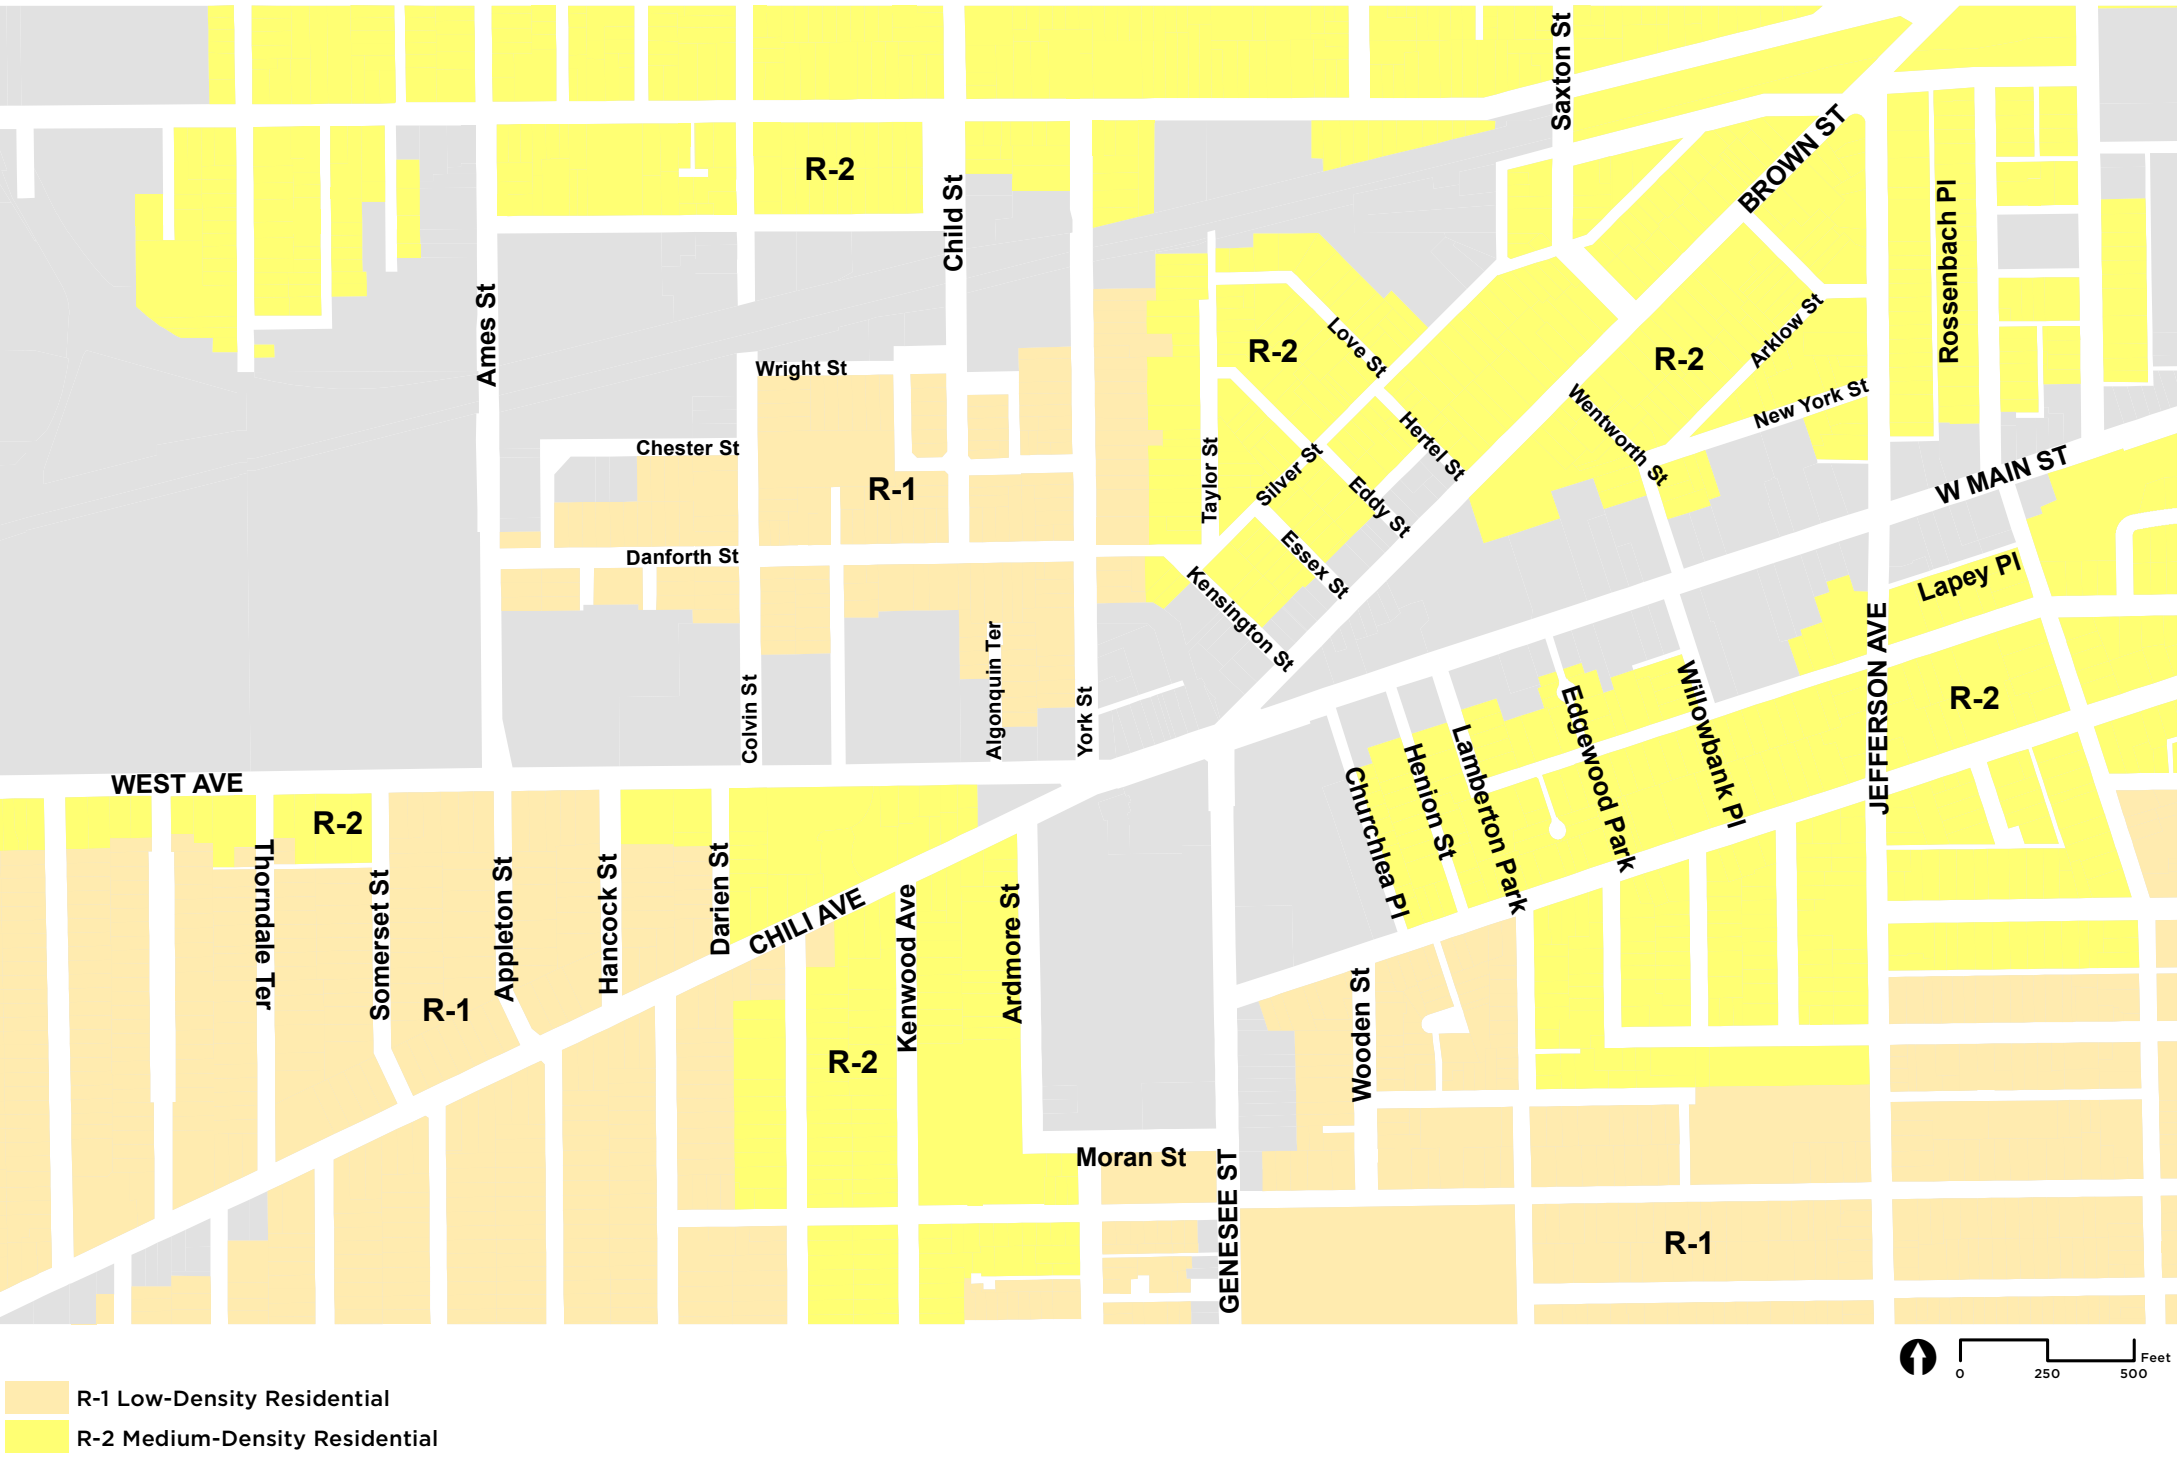 Saxton St
R-2
BROWN ST
Child St
Rossenbach Pl
Ames St
Love St
R-2
R-2
Arklow St
Wright St
Wentworth St
New York St
Hertel St
Chester St
Taylor St
Silver St
R-1
Eddy St
W MAIN ST
Danforth St
Essex St
Kensington St
Lapey Pl
Algonquin Ter
JEFFERSON AVE
Colvin St
York St
Edgewood Park
Willowbank Pl
R-2
WEST AVE
Lamberton Park
Henion St
Churchlea Pl
R-2
Thorndale Ter
Somerset St
Appleton St
Hancock St
Darien St
CHILI AVE
Kenwood Ave
Ardmore St
R-1
Wooden St
R-2
Moran St
GENESEE ST
R-1
Feet
0 250 500
R-1 Low-Density Residential
R-2 Medium-Density Residential